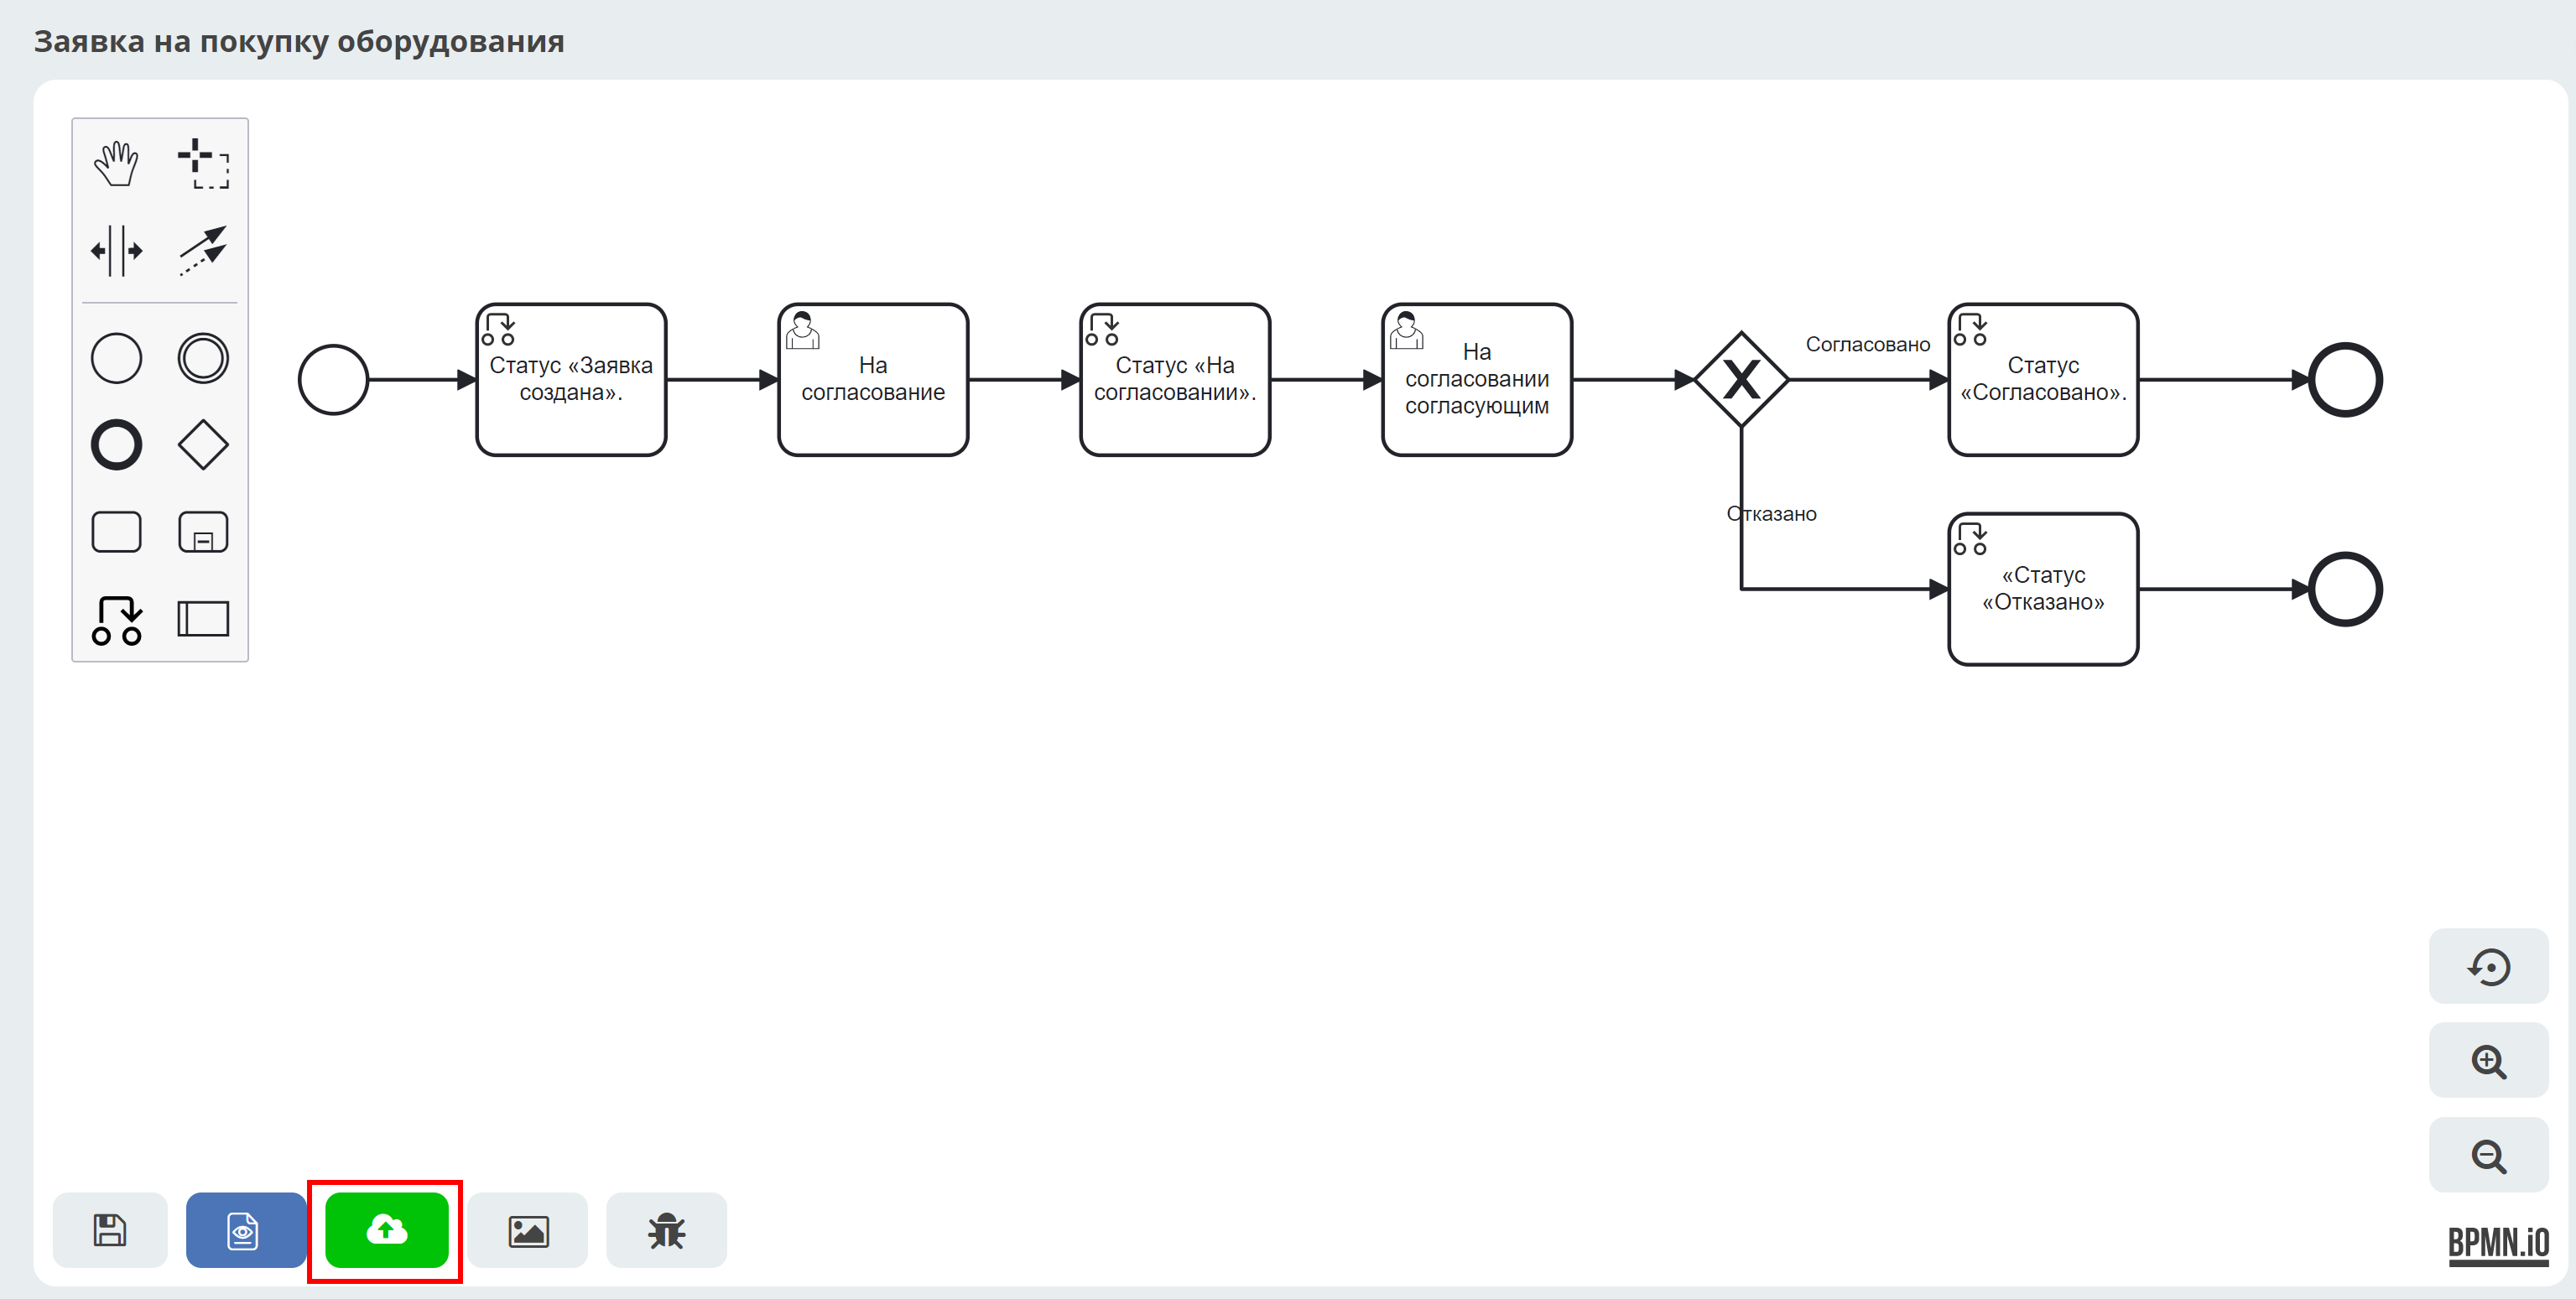 Заявка на покупку оборудования
Статус «Заявка
создана».
На
согласование
Статус «На
согласовании».
На
согласовании
согласующим
Согласовано
Статус
«Согласовано».
Отказано
«Статус
«Отказано»
BPMN.iO